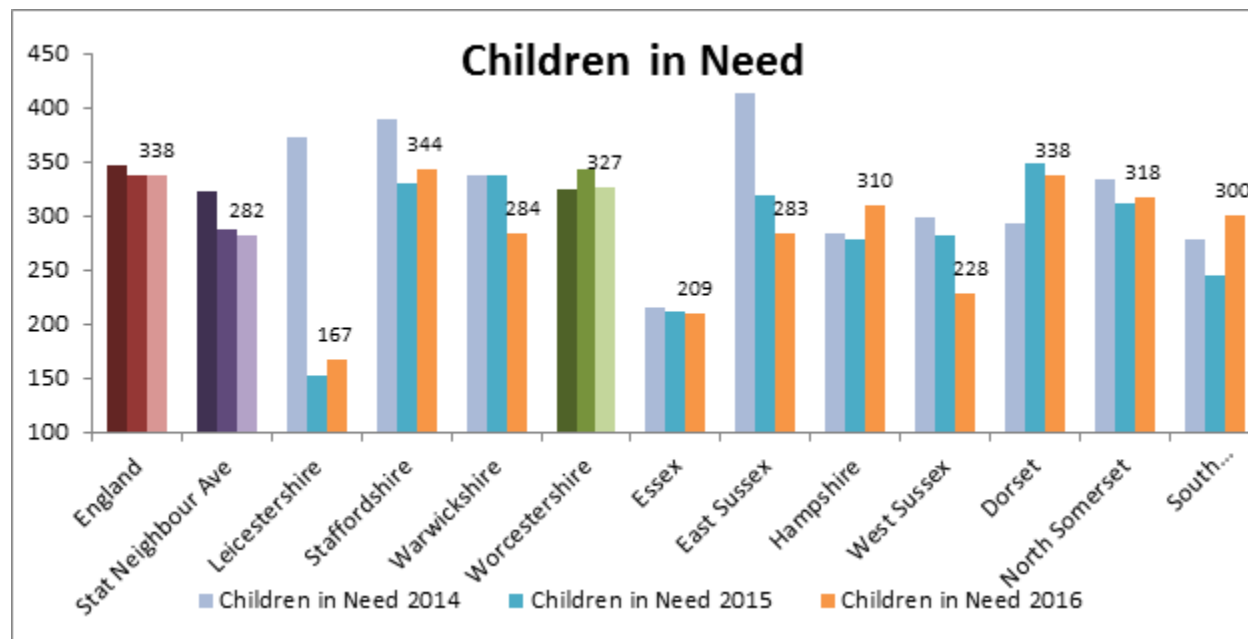 Children in Need
450
400
350
300
250
200
150
100
338
282
167
344
284
327
209
283
310
228
338
318
300
England
Stat Neighbour Ave
Leicestershire
Staffordshire
Warwickshire
Worcestershire
Essex
East Sussex
Hampshire
West Sussex
Dorset
North Somerset
South...
Children in Need 2014
Children in Need 2015
Children in Need 2016